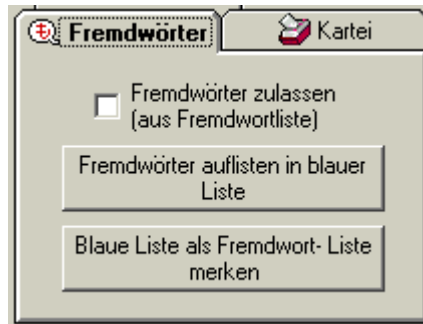 Fremdwörter Kartei
Fremdwörter zulassen
(aus Fremdwortliste)
Fremdwörter auflisten in blauer
Liste
Blaue Liste als Fremdwort- Liste
merken